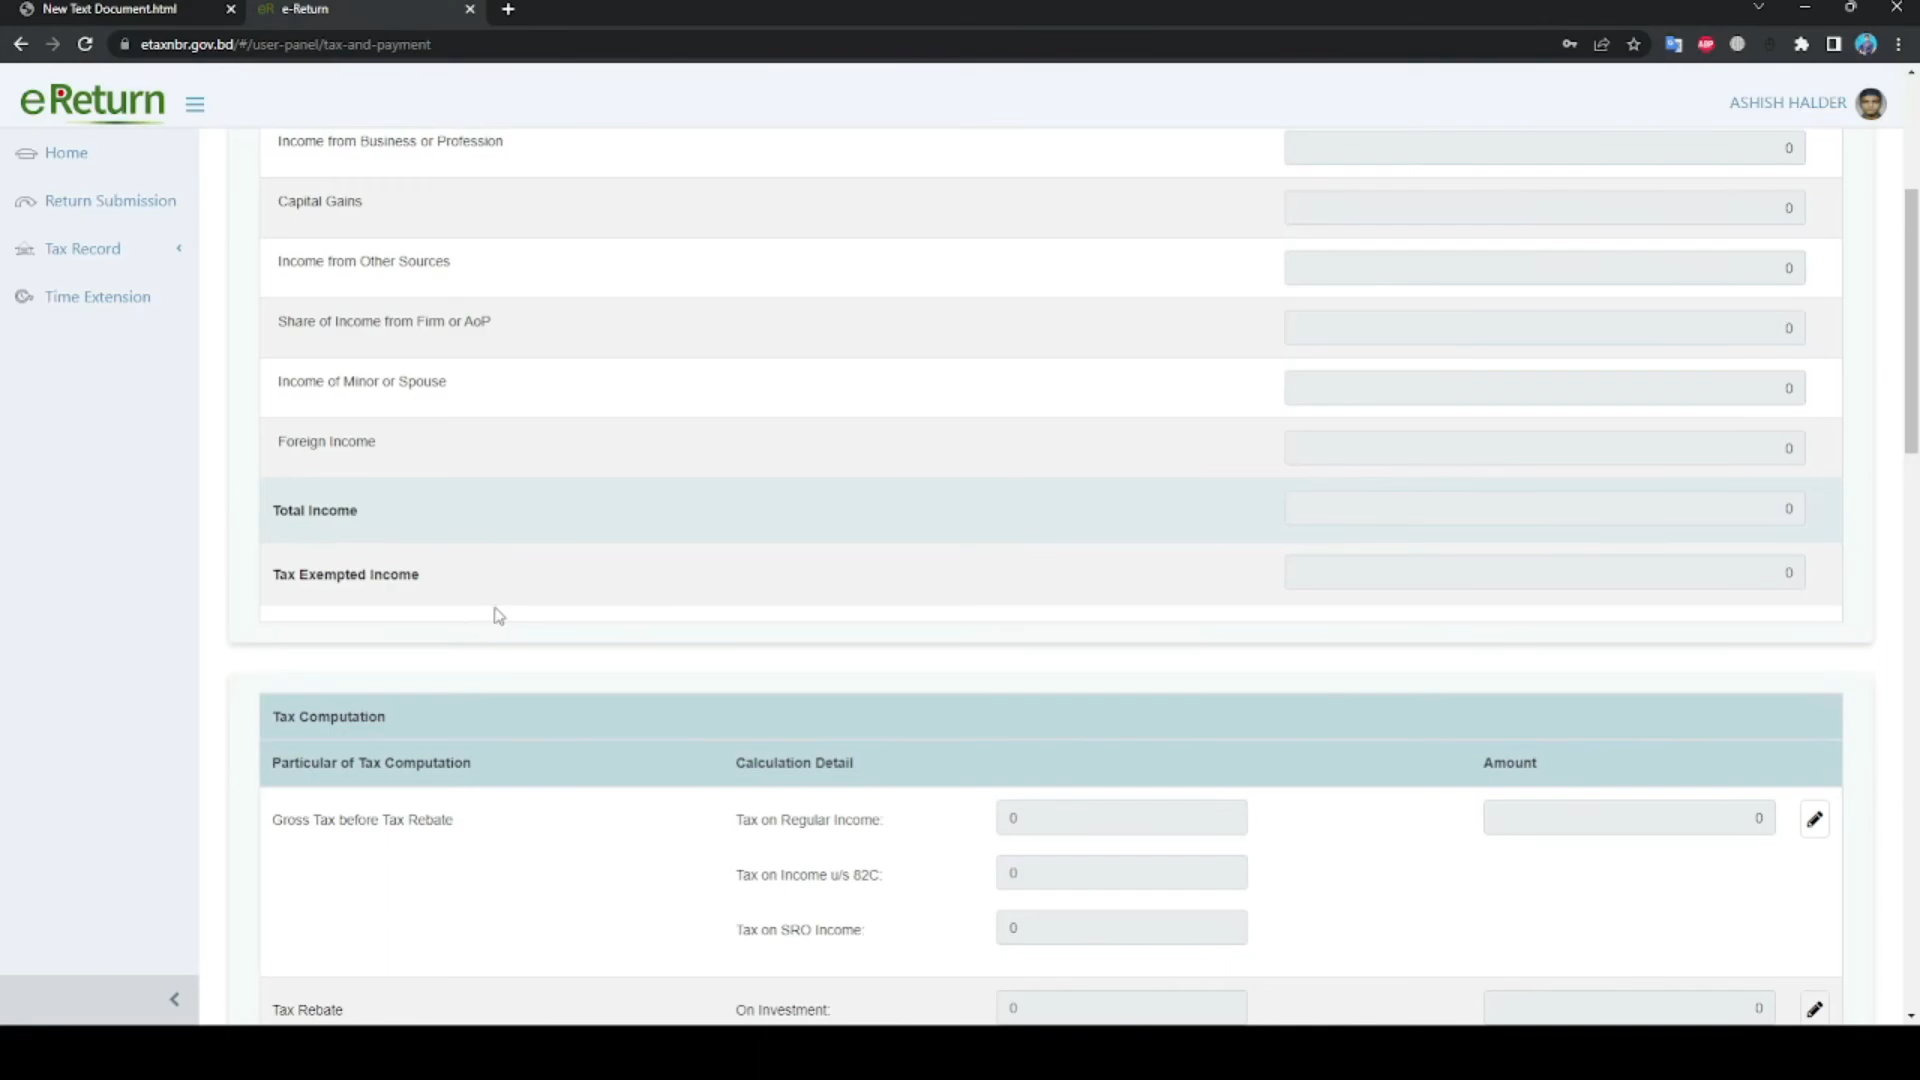 New Text Document.html
eR e-Return
etaxnbr.gov.bd/#/user-panel/tax-and-payment
ABP
eReturn
ASHISH HALDER
Home
Return Submission
Tax Record
Time Extension
Income from Business or Profession 0
Capital Gains 0
Income from Other Sources 0
Share of Income from Firm or AoP 0
Income of Minor or Spouse 0
Foreign Income 0
Total Income 0
Tax Exempted Income 0
Tax Computation
Particular of Tax Computation Calculation Detail Amount
Gross Tax before Tax Rebate Tax on Regular Income: 0 0
Tax on Income u/s 82C: 0
Tax on SRO Income: 0
Tax Rebate On Investment: 0 0